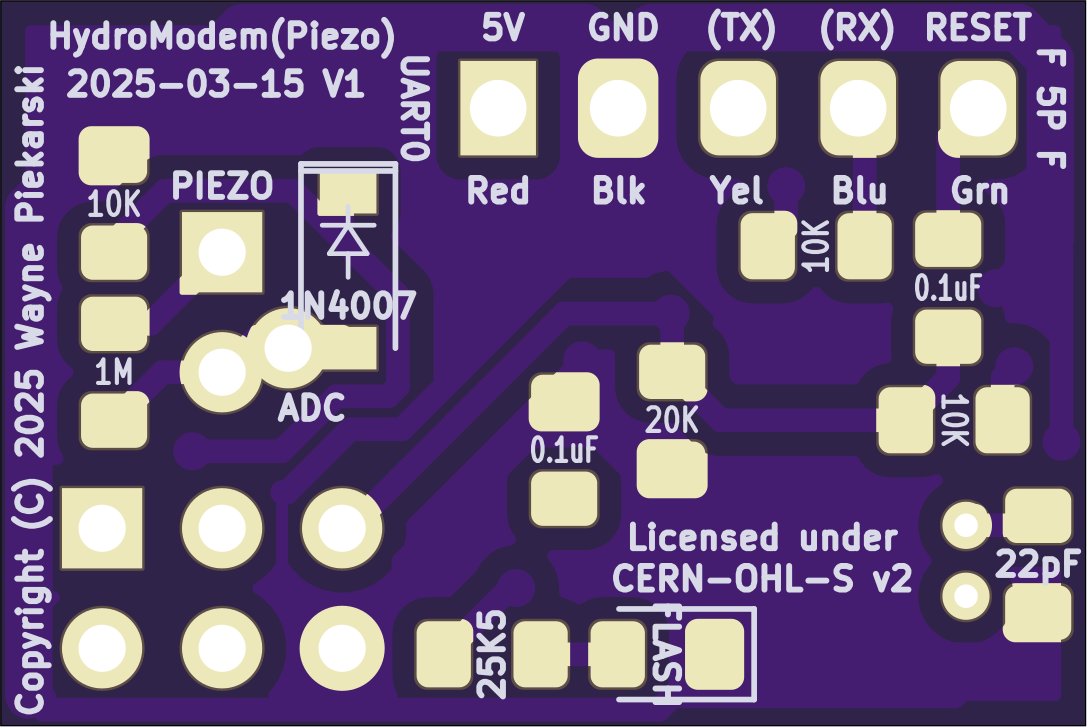 HydroModem(Piezo)
2025-03-15 V1
Copyright (C) 2025 Wayne Piekarski
UART0
5V
GND
(TX)
(RX)
RESET
F 5P F
Red
Blk
Yel
Blu
Grn
10K
PIEZO
1N4007
1M
ADC
10K
0.1uF
10K
20K
0.1uF
Licensed under
CERN-OHL-S v2
22pF
25K5
FLASH